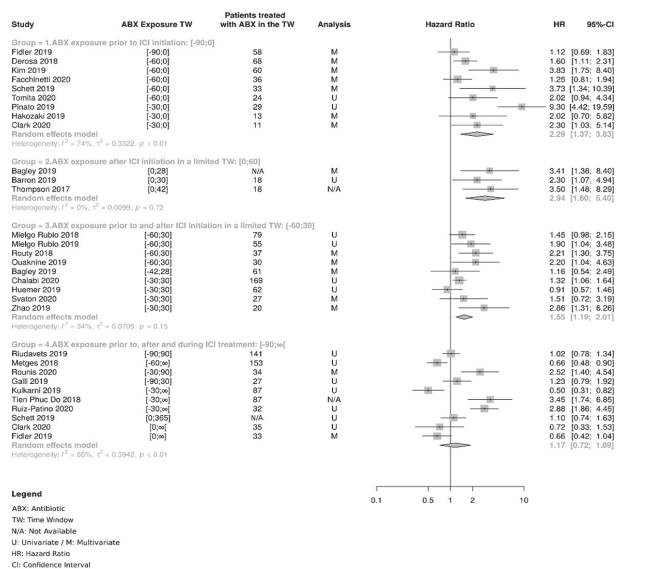 Study ABX Exposure TW Patients treated with ABX in the TW Analysis Hazard Ratio HR 95%-CI
Group = 1.ABX exposure prior to ICI initiation: [-90;0]
Fidler 2019 [-90;0] 58 M 1.12 [0.69; 1.83]
Derosa 2018 [-60;0] 68 M 1.60 [1.11; 2.31]
Kim 2019 [-60;0] 60 M 3.83 [1.75; 8.40]
Facchinetti 2020 [-60;0] 36 M 1.25 [0.81; 1.94]
Schett 2019 [-60;0] 33 M 3.73 [1.34; 10.39]
Tomita 2020 [-60;0] 24 U 2.02 [0.94; 4.34]
Pinato 2019 [-30;0] 29 U 9.30 [4.42; 19.59]
Hakozaki 2019 [-30;0] 13 M 2.02 [0.70; 5.82]
Clark 2020 [-30;0] 11 M 2.30 [1.03; 5.14]
Random effects model 2.29 [1.37; 3.83]
Heterogeneity: I² = 74%, τ² = 0.3322, p < 0.01
Group = 2.ABX exposure after ICI initiation in a limited TW: [0;60]
Bagley 2019 [0;28] N/A M 3.41 [1.38; 8.40]
Barron 2019 [0;30] 18 U 2.30 [1.07; 4.94]
Thompson 2017 [0;42] 18 N/A 3.50 [1.48; 8.29]
Random effects model 2.94 [1.60; 5.40]
Heterogeneity: I² = 0%, τ² = 0.0099, p = 0.72
Group = 3.ABX exposure prior to and after ICI initiation in a limited TW: [-60;30]
Mielgo Rubio 2018 [-60;30] 79 U 1.45 [0.98; 2.15]
Mielgo Rubio 2019 [-60;30] 55 U 1.90 [1.04; 3.48]
Routy 2018 [-60;30] 37 M 2.21 [1.30; 3.75]
Ouaknine 2019 [-60;30] 30 M 2.20 [1.04; 4.63]
Bagley 2019 [-42;28] 61 M 1.16 [0.54; 2.49]
Chalabi 2020 [-30;30] 169 U 1.32 [1.06; 1.64]
Huemer 2019 [-30;30] 62 U 0.91 [0.57; 1.46]
Svaton 2020 [-30;30] 27 M 1.51 [0.72; 3.19]
Zhao 2019 [-30;30] 20 M 2.86 [1.31; 6.26]
Random effects model 1.55 [1.19; 2.01]
Heterogeneity: I² = 34%, τ² = 0.0705, p = 0.15
Group = 4.ABX exposure prior to, after and during ICI treatment: [-90;∞[
Riudavets 2019 [-90;90] 141 U 1.02 [0.78; 1.34]
Metges 2018 [-60;∞[ 153 U 0.66 [0.48; 0.90]
Rounis 2020 [-30;90] 34 M 2.52 [1.40; 4.54]
Galli 2019 [-90;30] 27 U 1.23 [0.79; 1.92]
Kulkarni 2019 [-30;∞[ 87 U 0.50 [0.31; 0.82]
Tien Phuc Do 2018 [-30;∞[ 87 N/A 3.45 [1.74; 6.85]
Ruiz-Patino 2020 [-30;∞[ 32 U 2.88 [1.86; 4.45]
Schett 2019 [0;365] N/A U 1.10 [0.74; 1.63]
Clark 2020 [0;∞[ 35 U 0.72 [0.33; 1.53]
Fidler 2019 [0;∞[ 33 M 0.66 [0.42; 1.04]
Random effects model 1.17 [0.72; 1.89]
Heterogeneity: I² = 86%, τ² = 0.3942, p < 0.01
0.1 0.5 1 2 10
Legend
ABX: Antibiotic
TW: Time Window
N/A: Not Available
U: Univariate / M: Multivariate
HR: Hazard Ratio
CI: Confidence Interval